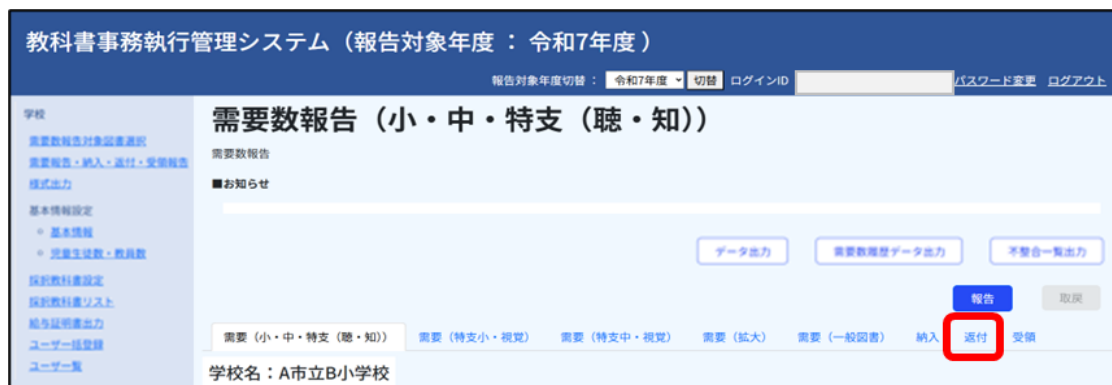 教科書事務執行管理システム（報告対象年度 ： 令和7年度 ）
報告対象年度切替 ： 令和7年度 切替 ログインID パスワード変更 ログアウト
学校
需要数報告対象図書選択
需要報告・納入・返付・受領報告
様式出力
基本情報設定
基本情報
児童生徒数・教員数
採択教科書設定
採択教科書リスト
給与証明書出力
ユーザー括登録
ユーザー覧
需要数報告（小・中・特支（聴・知））
需要数報告
■お知らせ
データ出力 需要数履歴データ出力 不整合一覧出力
報告 取戻
需要（小・中・特支（聴・知）） 需要（特支小・視覚） 需要（特支中・視覚） 需要（拡大） 需要（一般図書） 納入 返付 受領
学校名：A市立B小学校